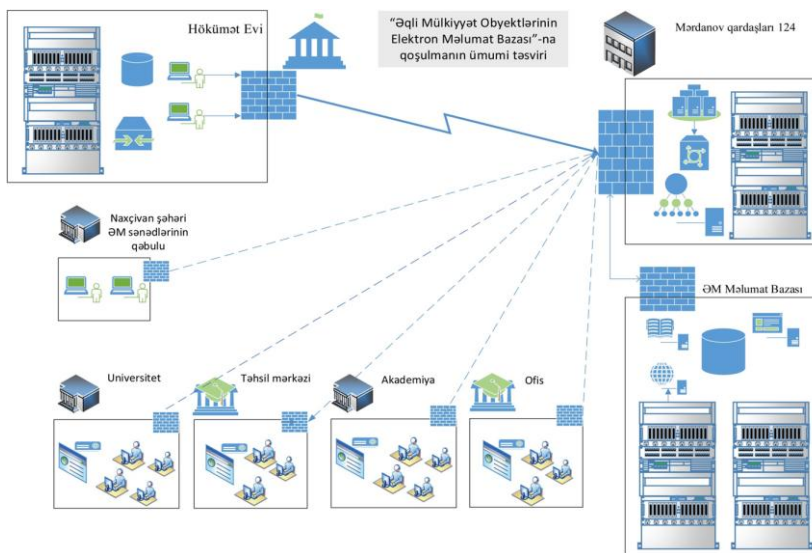 Hökümət Evi
“Əqli Mülkiyyət Obyektlərinin
Elektron Məlumat Bazası”-na
qoşulmanın ümumi təsviri
Mərdanov qardaşları 124
Naxçivan şəhəri
ƏM sənədlərinin
qəbulu
ƏM Məlumat Bazası
Universitet
Təhsil mərkəzi
Akademiya
Ofis